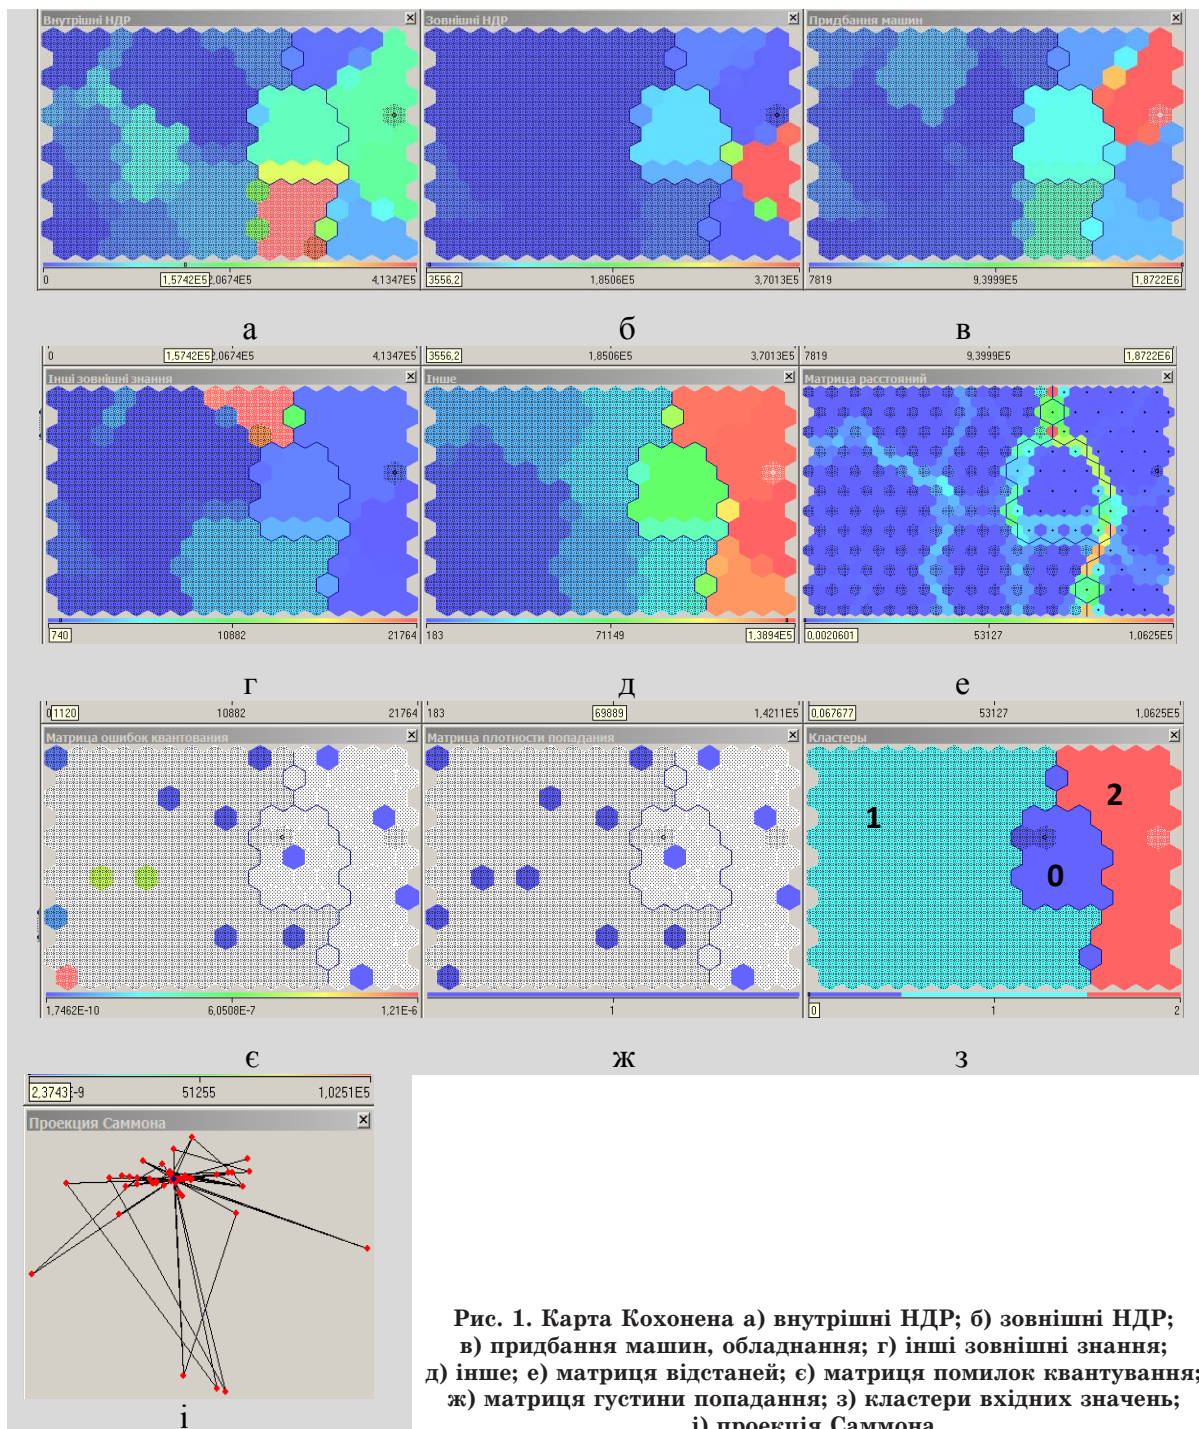 Внутрішні НДР
Зовнішні НДР
Придбання машин
0 1,5742E5 2,0674E5 4,1347E5
3556,2 1,8506E5 3,7013E5
7819 9,3999E5 1,8722E6
а б в
0 1,5742E5 2,0674E5 4,1347E5
3556,2 1,8506E5 3,7013E5
7819 9,3999E5 1,8722E6
Інші зовнішні знання
Інше
Матрица расстояний
740 10882 21764
183 71149 1,3894E5
0,0020601 53127 1,0625E5
г д е
0 1120 10882 21764
183 69889 1,4211E5
0,067677 53127 1,0625E5
Матрица ошибок квантования
Матрица плотности попадания
Кластеры
1 2 0
1,7462E-10 6,0508E-7 1,21E-6
1
0 1 2
є ж з
2,3743E-9 51255 1,0251E5
Проекция Саммона
і
Рис. 1. Карта Кохонена а) внутрішні НДР; б) зовнішні НДР;
в) придбання машин, обладнання; г) інші зовнішні знання;
д) інше; е) матриця відстаней; є) матриця помилок квантування;
ж) матриця густини попадання; з) кластери вхідних значень;
і) проекція Саммона